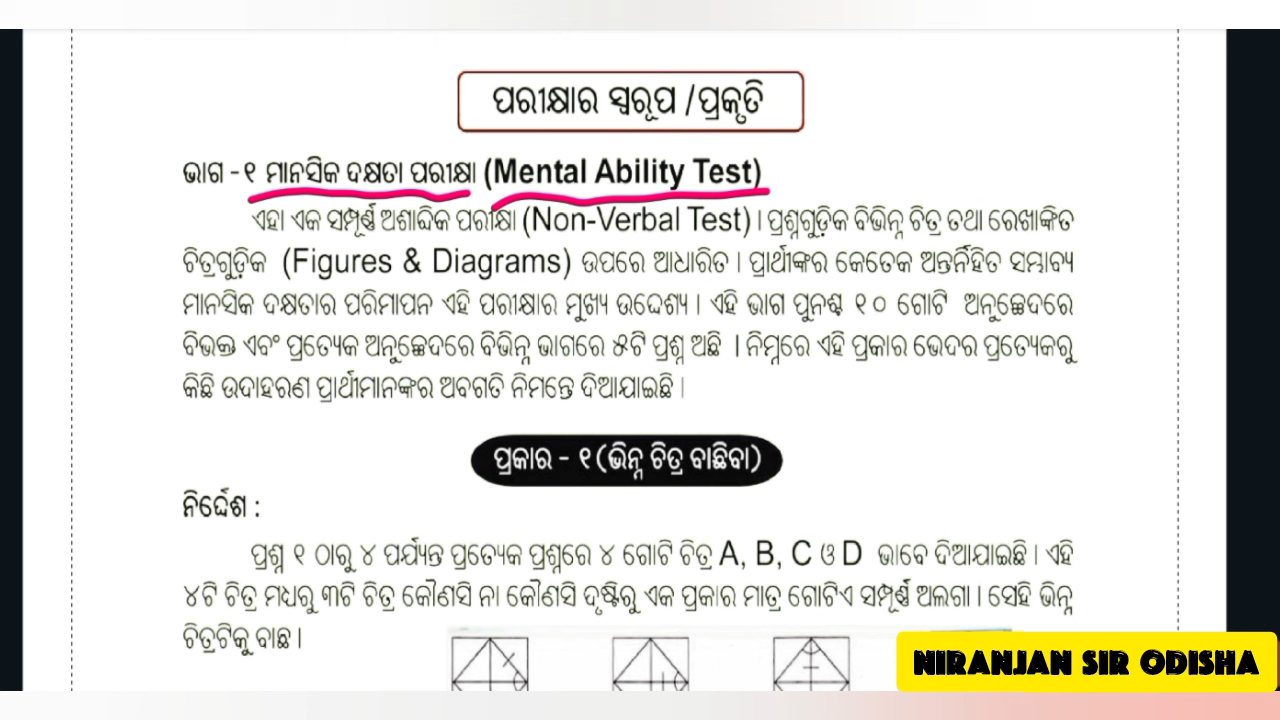 ପରୀକ୍ଷାର ସ୍ୱରୂପ /ପ୍ରକୃତି
ଭାଗ -୧ ମାନସିକ ଦକ୍ଷତା ପରୀକ୍ଷା (Mental Ability Test)
ଏହା ଏକ ସମ୍ପୂର୍ଣ୍ଣ ଅଶାବ୍ଦିକ ପରୀକ୍ଷା (Non-Verbal Test) । ପ୍ରଶ୍ନଗୁଡ଼ିକ ବିଭିନ୍ନ ଚିତ୍ର ତଥା ରେଖାଙ୍କିତ
ଚିତ୍ରଗୁଡ଼ିକ (Figures & Diagrams) ଉପରେ ଆଧାରିତ । ପ୍ରାର୍ଥୀଙ୍କର କେତେକ ଅନ୍ତର୍ନିହିତ ସମ୍ଭାବ୍ୟ
ମାନସିକ ଦକ୍ଷତାର ପରିମାପନ ଏହି ପରୀକ୍ଷାର ମୁଖ୍ୟ ଉଦ୍ଦେଶ୍ୟ । ଏହି ଭାଗ ପୁନଶ୍ଚ ୧୦ ଗୋଟି ଅନୁଚ୍ଛେଦରେ
ବିଭକ୍ତ ଏବଂ ପ୍ରତ୍ୟେକ ଅନୁଚ୍ଛେଦରେ ବିଭିନ୍ନ ଭାଗରେ ୫ଟି ପ୍ରଶ୍ନ ଅଛି । ନିମ୍ନରେ ଏହି ପ୍ରକାର ଭେଦର ପ୍ରତ୍ୟେକରୁ
କିଛି ଉଦାହରଣ ପ୍ରାର୍ଥୀମାନଙ୍କର ଅବଗତି ନିମନ୍ତେ ଦିଆଯାଇଛି ।
ପ୍ରକାର - ୧ (ଭିନ୍ନ ଚିତ୍ର ବାଛିବା)
ନିର୍ଦ୍ଦେଶ :
ପ୍ରଶ୍ନ ୧ ଠାରୁ ୪ ପର୍ଯ୍ୟନ୍ତ ପ୍ରତ୍ୟେକ ପ୍ରଶ୍ନରେ ୪ ଗୋଟି ଚିତ୍ର A, B, C ଓ D ଭାବେ ଦିଆଯାଇଛି । ଏହି
୪ଟି ଚିତ୍ର ମଧ୍ୟରୁ ୩ଟି ଚିତ୍ର କୌଣସି ନା କୌଣସି ଦୃଷ୍ଟିରୁ ଏକ ପ୍ରକାର ମାତ୍ର ଗୋଟିଏ ସମ୍ପୂର୍ଣ୍ଣ ଅଲଗା । ସେହି ଭିନ୍ନ
ଚିତ୍ରଟିକୁ ବାଛ ।
NIRANJAN SIR ODISHA